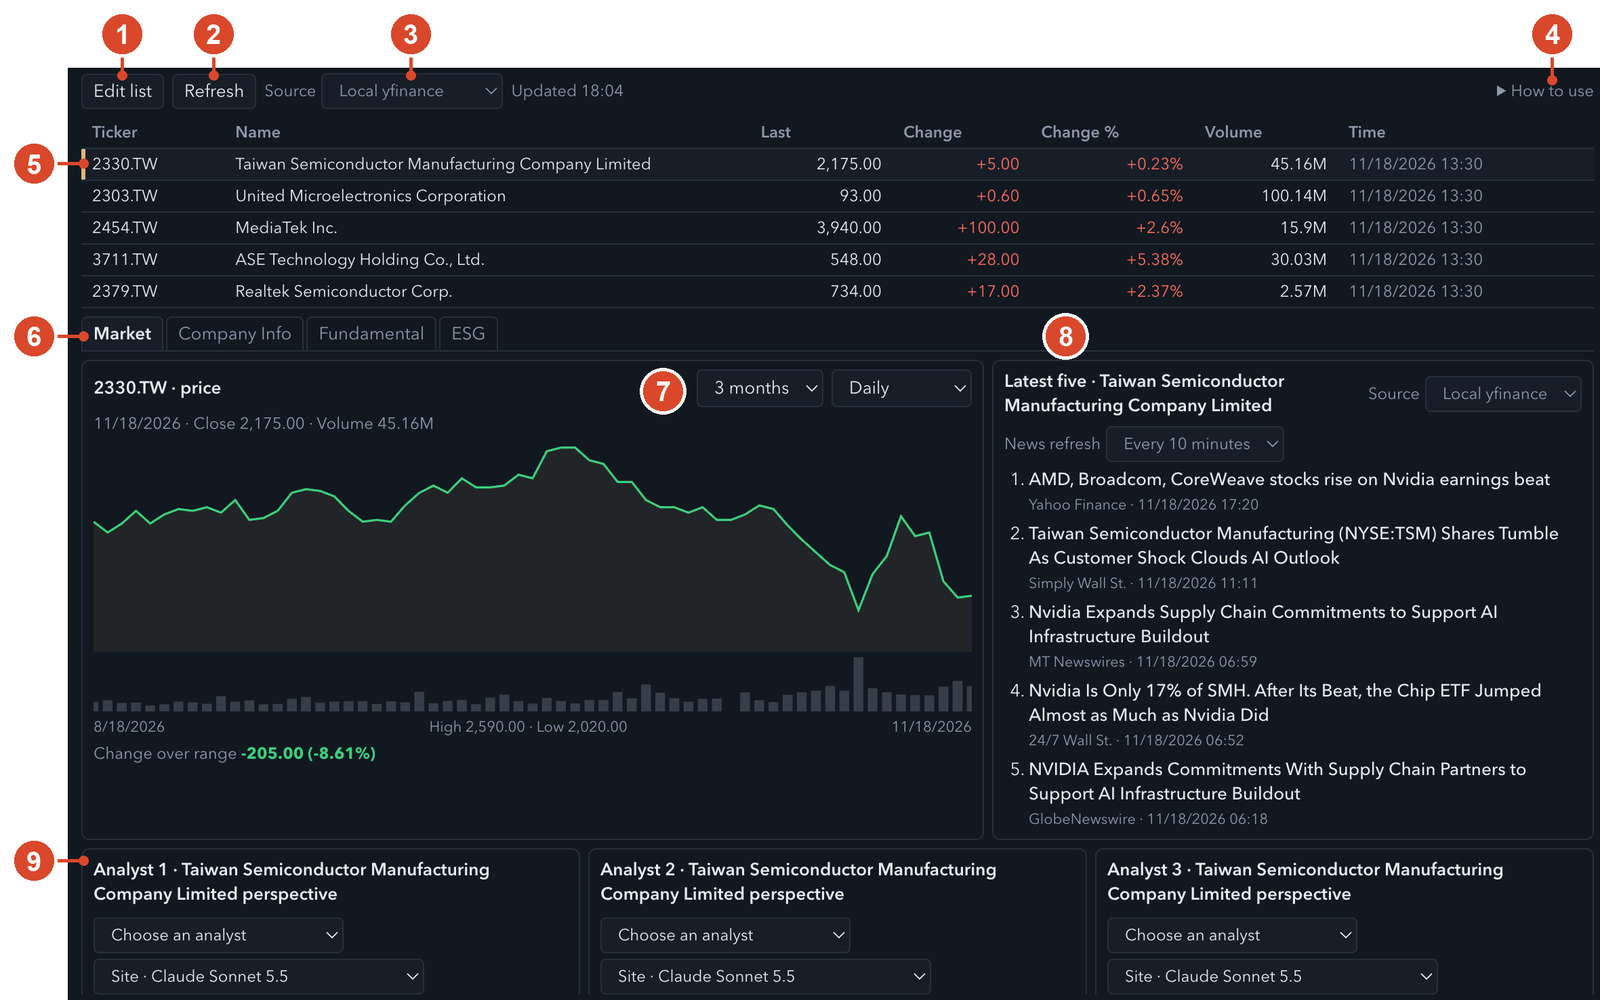 1 2 3 4
Edit list Refresh Source Local yfinance Updated 18:04 How to use
Ticker Name Last Change Change % Volume Time
5 2330.TW Taiwan Semiconductor Manufacturing Company Limited 2,175.00 +5.00 +0.23% 45.16M 11/18/2026 13:30
2303.TW United Microelectronics Corporation 93.00 +0.60 +0.65% 100.14M 11/18/2026 13:30
2454.TW MediaTek Inc. 3,940.00 +100.00 +2.6% 15.9M 11/18/2026 13:30
3711.TW ASE Technology Holding Co., Ltd. 548.00 +28.00 +5.38% 30.03M 11/18/2026 13:30
2379.TW Realtek Semiconductor Corp. 734.00 +17.00 +2.37% 2.57M 11/18/2026 13:30
6 Market Company Info Fundamental ESG 8
2330.TW · price 7 3 months Daily
11/18/2026 · Close 2,175.00 · Volume 45.16M
8/18/2026 High 2,590.00 · Low 2,020.00 11/18/2026
Change over range -205.00 (-8.61%)
Latest five · Taiwan Semiconductor
Manufacturing Company Limited
Source Local yfinance
News refresh Every 10 minutes
1. AMD, Broadcom, CoreWeave stocks rise on Nvidia earnings beat
Yahoo Finance · 11/18/2026 17:20
2. Taiwan Semiconductor Manufacturing (NYSE:TSM) Shares Tumble
As Customer Shock Clouds AI Outlook
Simply Wall St. · 11/18/2026 11:11
3. Nvidia Expands Supply Chain Commitments to Support AI
Infrastructure Buildout
MT Newswires · 11/18/2026 06:59
4. Nvidia Is Only 17% of SMH. After Its Beat, the Chip ETF Jumped
Almost as Much as Nvidia Did
24/7 Wall St. · 11/18/2026 06:52
5. NVIDIA Expands Commitments With Supply Chain Partners to
Support AI Infrastructure Buildout
GlobeNewswire · 11/18/2026 06:18
9
Analyst 1 · Taiwan Semiconductor Manufacturing
Company Limited perspective
Choose an analyst
Site · Claude Sonnet 5.5
Analyst 2 · Taiwan Semiconductor Manufacturing
Company Limited perspective
Choose an analyst
Site · Claude Sonnet 5.5
Analyst 3 · Taiwan Semiconductor Manufacturing
Company Limited perspective
Choose an analyst
Site · Claude Sonnet 5.5